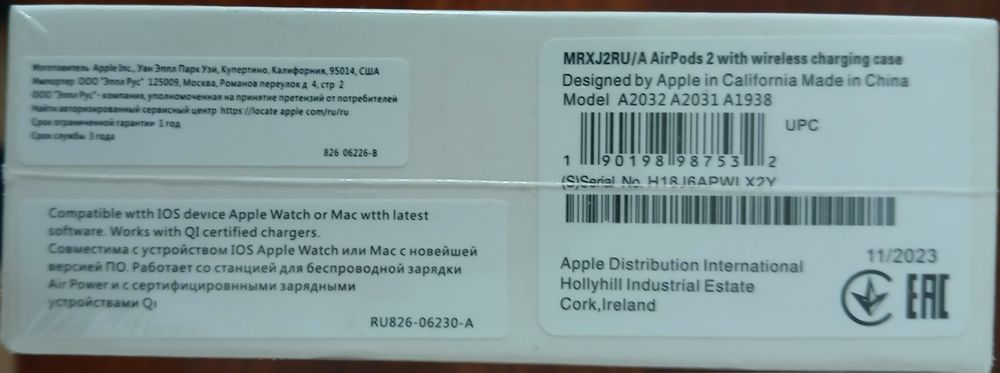 Изготовитель Apple Inc., Уан Эппл Парк Уэй, Купертино, Калифорния, 95014, США
Импортер ООО "Эппл Рус" 125009, Москва, Романов переулок д 4, стр 2
ООО "Эппл Рус"- компания, уполномоченная на принятие претензий от потребителей
Найти авторизированный сервисный центр https://locate apple com/ru/ru
Срок ограниченной гарантии 1 год
Срок службы 3 года
826 06226-B
Compatible wtth IOS device Apple Watch or Mac wtth latest
software. Works with QI certified chargers.
Совместима с устройством IOS Apple Watch или Mac с новейшей
версией ПО. Работает со станцией для беспроводной зарядки
Air Power и с сертифицировнными зарядными
устройствами Qi
RU826-06230-A
MRXJ2RU/A AirPods 2 with wireless charging case
Designed by Apple in California Made in China
Model A2032 A2031 A1938
UPC
1 90198 98753 2
(S)Serial No. H18J6APWLX2Y
11/2023
Apple Distribution International
Hollyhill Industrial Estate
Cork,Ireland
EAC